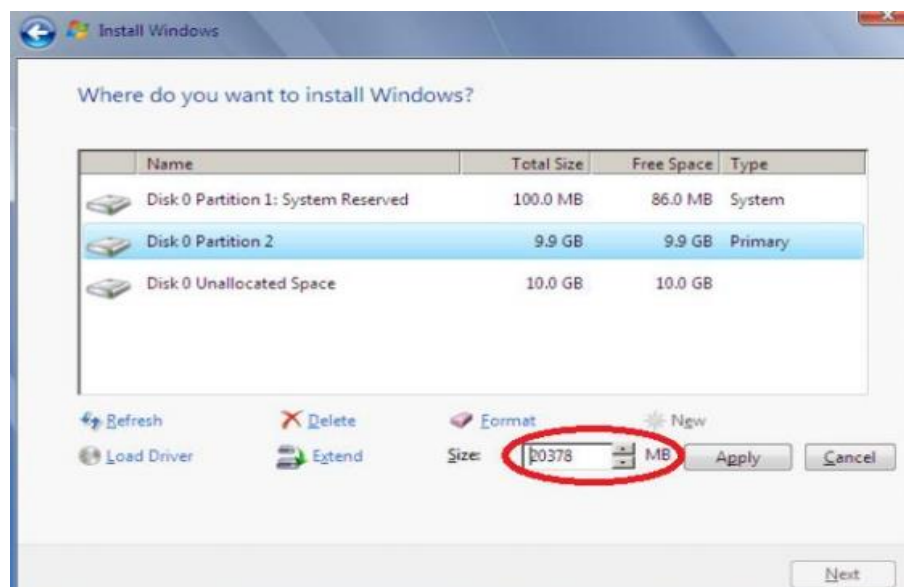 Install Windows
Where do you want to install Windows?
Name Total Size Free Space Type
Disk 0 Partition 1: System Reserved 100.0 MB 86.0 MB System
Disk 0 Partition 2 9.9 GB 9.9 GB Primary
Disk 0 Unallocated Space 10.0 GB 10.0 GB
Refresh Delete Format New
Load Driver Extend Size: 20378 MB Apply Cancel
Next